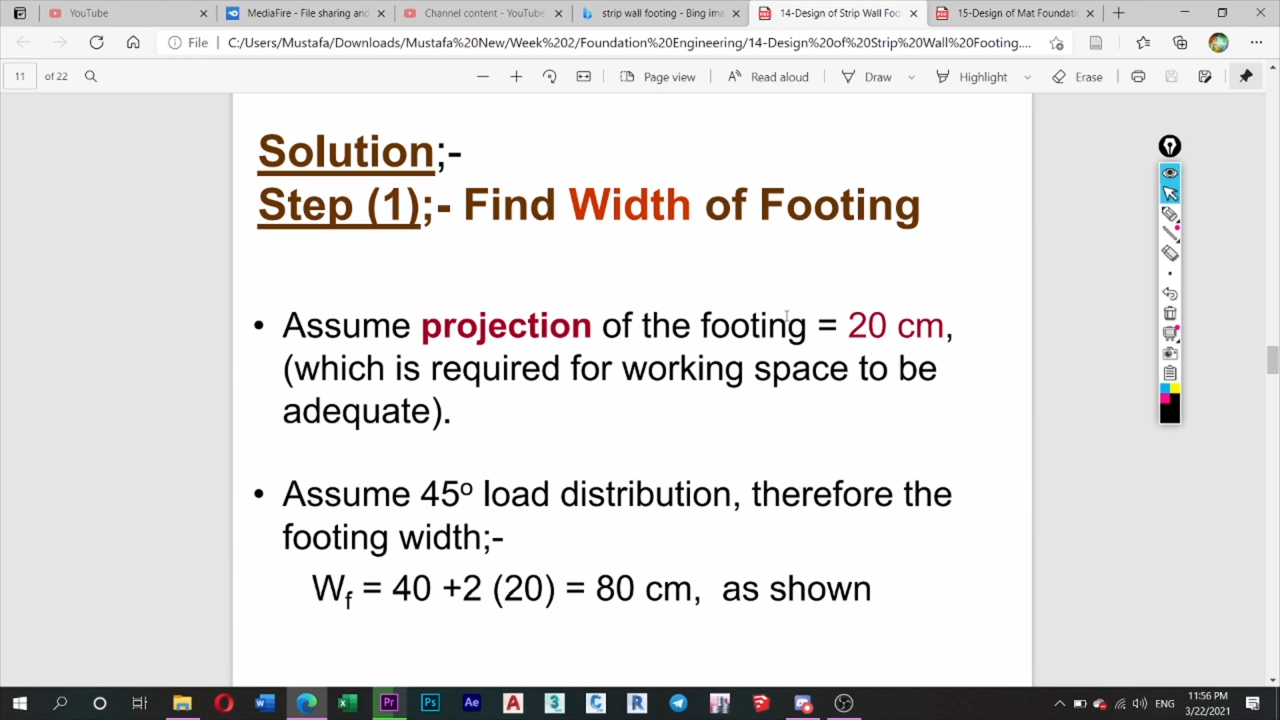 YouTube
MediaFire - File sharing and
Channel content - YouTube
strip wall footing - Bing ima
14-Design of Strip Wall Foo
15-Design of Mat Foundati
File
C:/Users/Mustafa/Downloads/Mustafa%20New/Week%202/Foundation%20Engineering/14-Design%20of%20Strip%20Wall%20Footing....
11 of 22
Page view
Read aloud
Draw
Highlight
Erase
Solution;-
Step (1);- Find Width of Footing
• Assume projection of the footing = 20 cm,
(which is required for working space to be
adequate).
• Assume 45º load distribution, therefore the
footing width;-
Wf = 40 +2 (20) = 80 cm, as shown
Pr
Ps
Ae
A
3
C
R
ENG
11:56 PM
3/22/2021